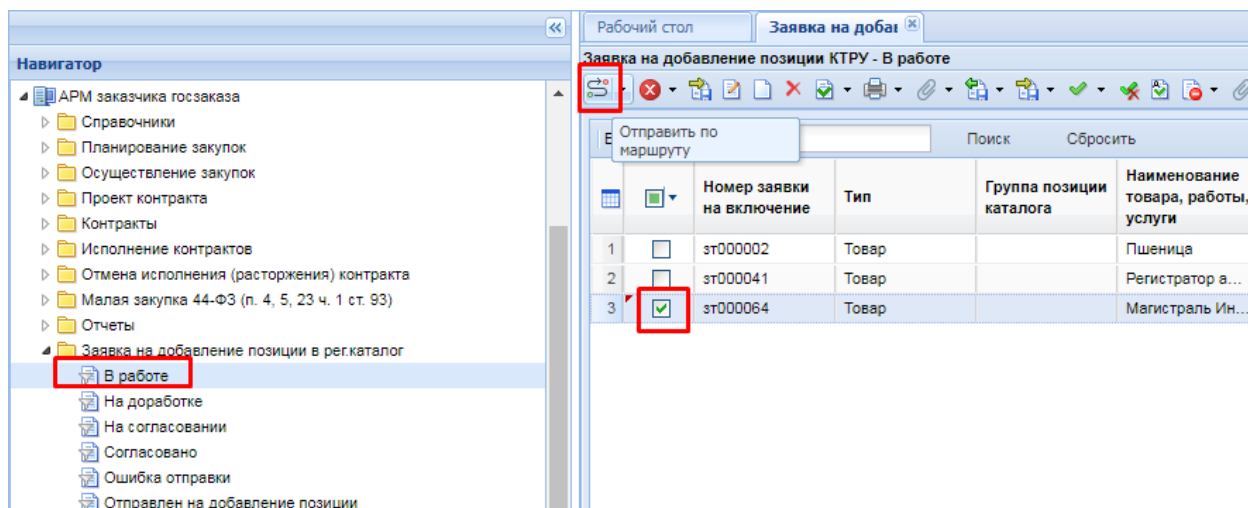 Навигатор
АРМ заказчика госзаказа
Справочники
Планирование закупок
Осуществление закупок
Проект контракта
Контракты
Исполнение контрактов
Отмена исполнения (расторжения) контракта
Малая закупка 44-ФЗ (п. 4, 5, 23 ч. 1 ст. 93)
Отчеты
Заявка на добавление позиции в рег.каталог
В работе
На доработке
На согласовании
Согласовано
Ошибка отправки
Отправлен на добавление позиции
Рабочий стол
Заявка на добаı
Заявка на добавление позиции КТРУ - В работе
Отправить по
маршруту
Поиск Сбросить
Номер заявки
на включение
Тип
Группа позиции
каталога
Наименование
товара, работы,
услуги
1 зт000002 Товар Пшеница
2 зт000041 Товар Регистратор а...
3 зт000064 Товар Магистраль Ин...